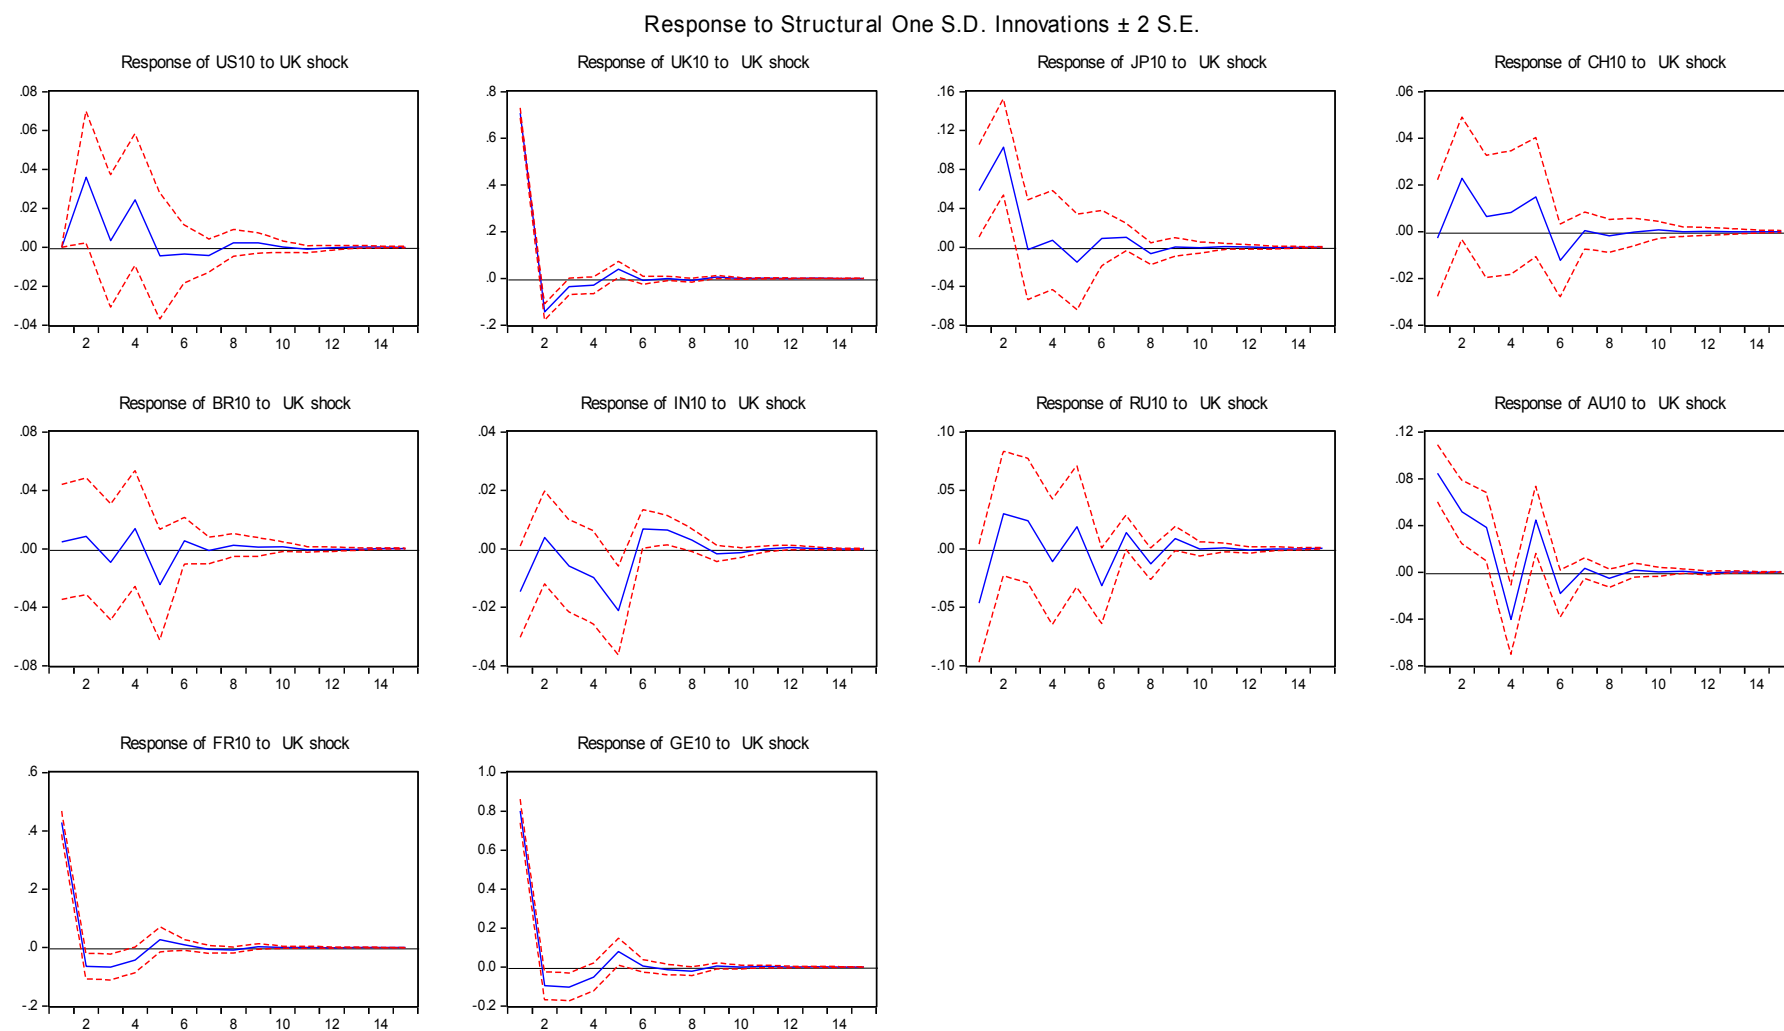 Response to Structural One S.D. Innovations ± 2 S.E.
Response of US10 to UK shock
.08
.06
.04
.02
.00
-.02
-.04
2 4 6 8 10 12 14
Response of UK10 to UK shock
.8
.6
.4
.2
.0
-.2
2 4 6 8 10 12 14
Response of JP10 to UK shock
.16
.12
.08
.04
.00
-.04
-.08
2 4 6 8 10 12 14
Response of CH10 to UK shock
.06
.04
.02
.00
-.02
-.04
2 4 6 8 10 12 14
Response of BR10 to UK shock
.08
.04
.00
-.04
-.08
2 4 6 8 10 12 14
Response of IN10 to UK shock
.04
.02
.00
-.02
-.04
2 4 6 8 10 12 14
Response of RU10 to UK shock
.10
.05
.00
-.05
-.10
2 4 6 8 10 12 14
Response of AU10 to UK shock
.12
.08
.04
.00
-.04
-.08
2 4 6 8 10 12 14
Response of FR10 to UK shock
.6
.4
.2
.0
-.2
2 4 6 8 10 12 14
Response of GE10 to UK shock
1.0
0.8
0.6
0.4
0.2
0.0
-0.2
2 4 6 8 10 12 14